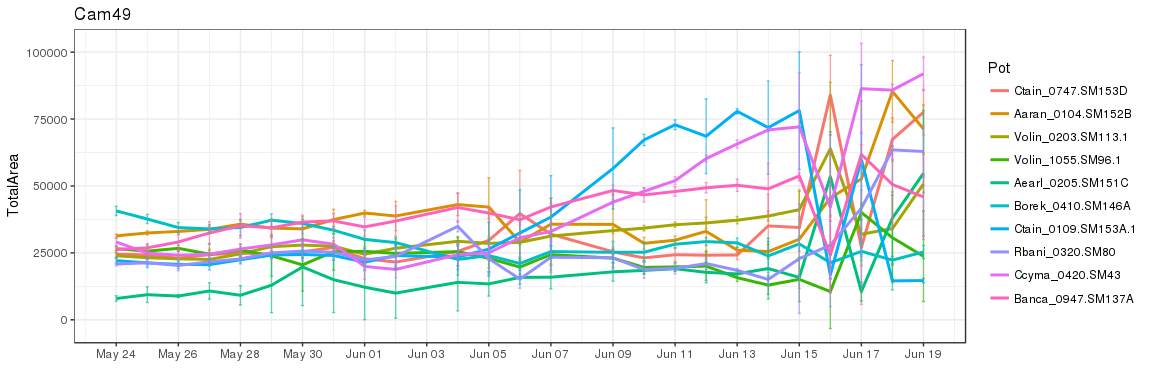 Cam49
TotalArea
100000
75000
50000
25000
0
May 24 May 26 May 28 May 30 Jun 01 Jun 03 Jun 05 Jun 07 Jun 09 Jun 11 Jun 13 Jun 15 Jun 17 Jun 19
Pot
Ctain_0747.SM153D
Aaran_0104.SM152B
Volin_0203.SM113.1
Volin_1055.SM96.1
Aearl_0205.SM151C
Borek_0410.SM146A
Ctain_0109.SM153A.1
Rbani_0320.SM80
Ccyma_0420.SM43
Banca_0947.SM137A